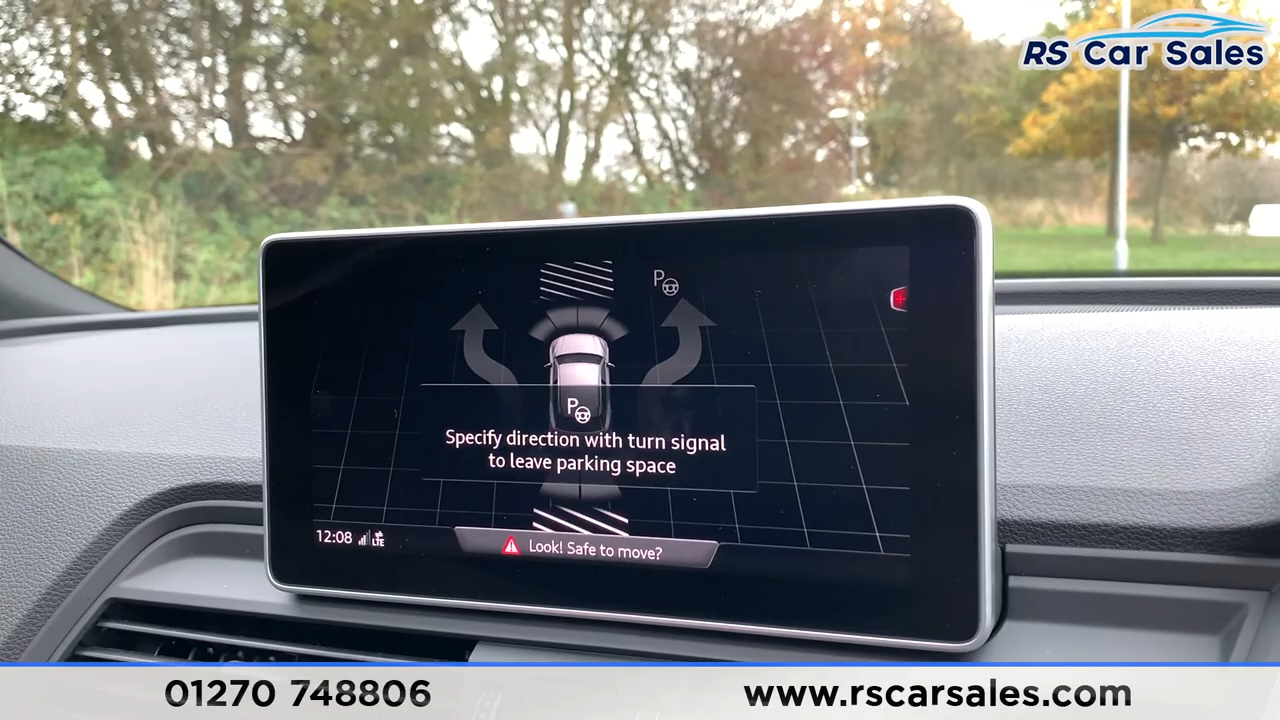 RS Car Sales
P
P
Specify direction with turn signal
to leave parking space
12:08 LTE
Look! Safe to move?
01270 748806
www.rscarsales.com